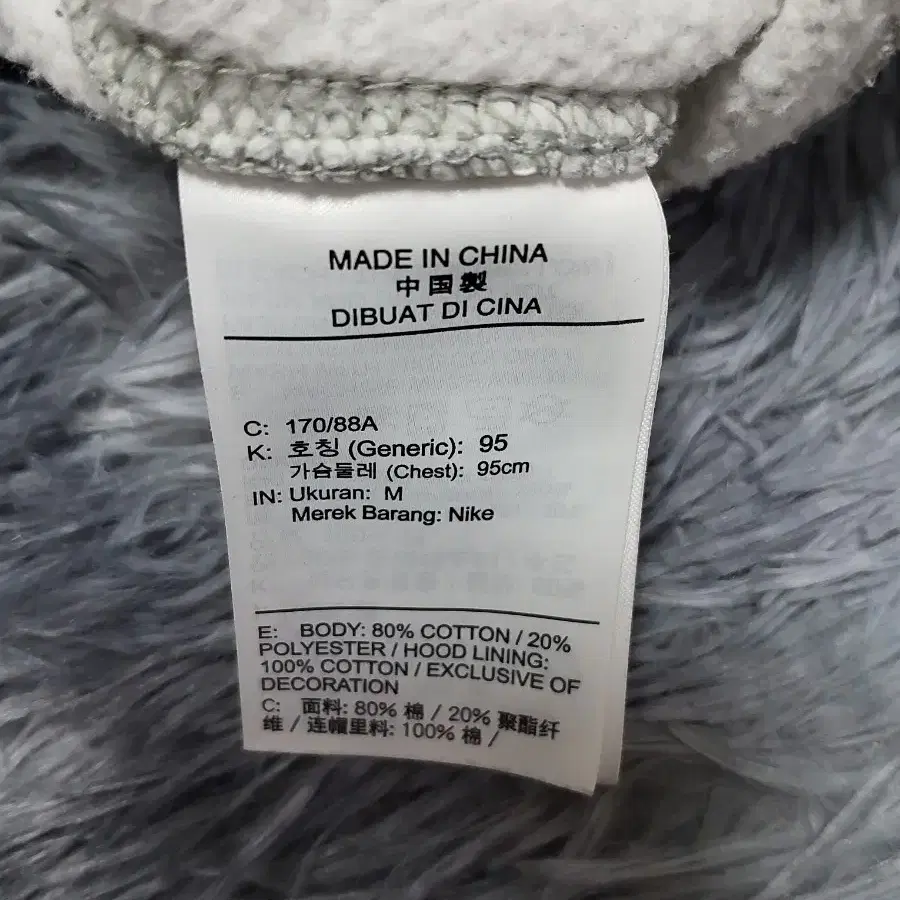 MADE IN CHINA
中国製
DIBUAT DI CINA
C: 170/88A
K: 호칭 (Generic): 95
가슴둘레 (Chest): 95cm
IN: Ukuran: M
Merek Barang: Nike
E: BODY: 80% COTTON / 20%
POLYESTER / HOOD LINING:
100% COTTON / EXCLUSIVE OF
DECORATION
C: 面料: 80% 棉 / 20% 聚酯纤
维 / 连帽里料: 100% 棉 /